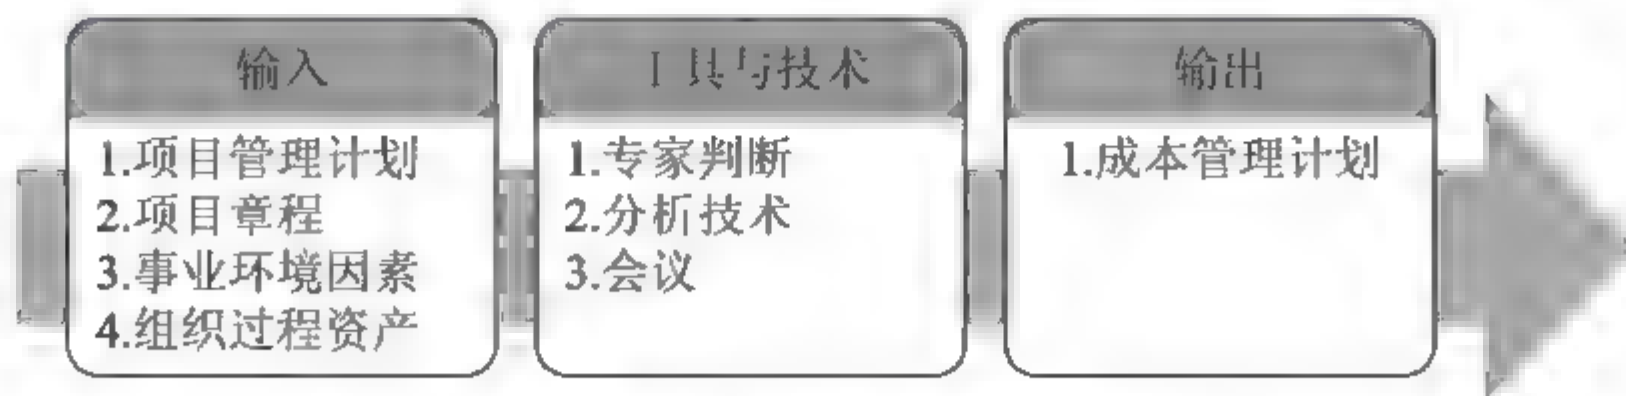 输入
1.项目管理计划
2.项目章程
3.事业环境因素
4.组织过程资产
工具与技术
1.专家判断
2.分析技术
3.会议
输出
1.成本管理计划